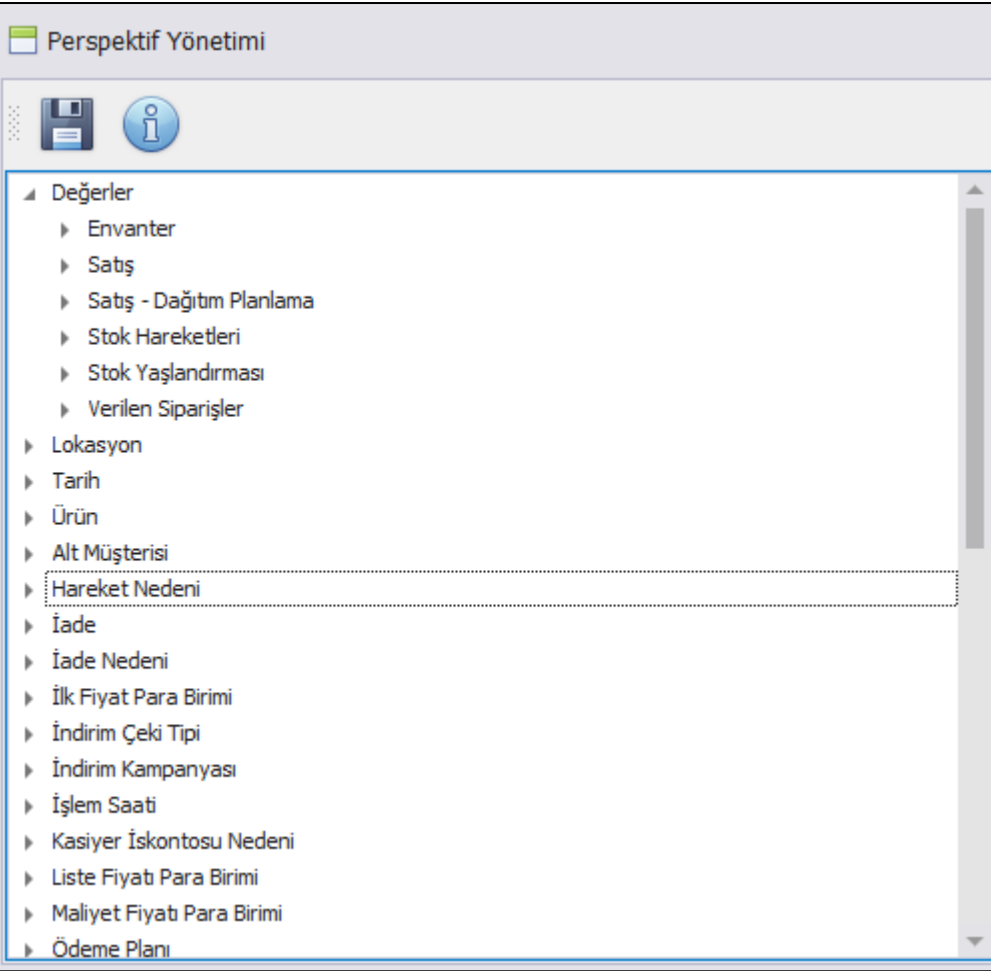 Perspektif Yönetimi
Değerler
Envanter
Satış
Satış - Dağıtım Planlama
Stok Hareketleri
Stok Yaşlandırması
Verilen Siparişler
Lokasyon
Tarih
Ürün
Alt Müşterisi
Hareket Nedeni
İade
İade Nedeni
İlk Fiyat Para Birimi
İndirim Çeki Tipi
İndirim Kampanyası
İşlem Saati
Kasiyer İskontosu Nedeni
Liste Fiyatı Para Birimi
Maliyet Fiyatı Para Birimi
Ödeme Planı